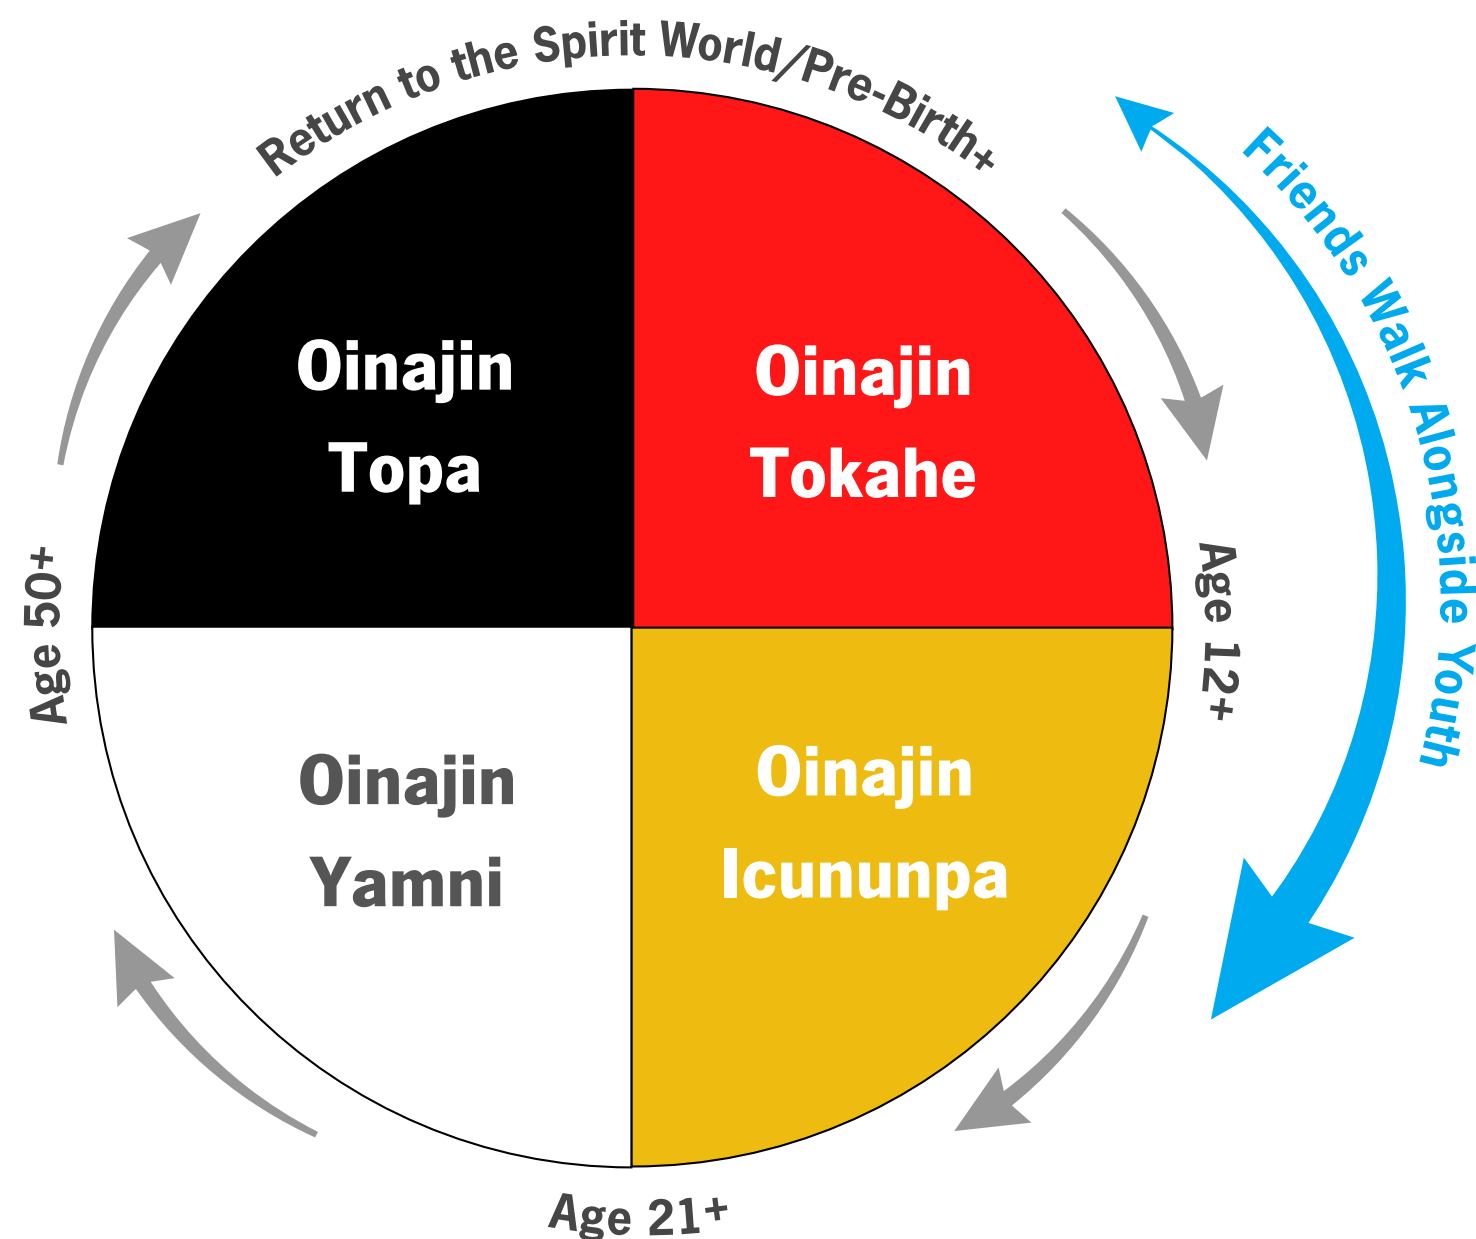 Return to the Spirit World/Pre-Birth+
Friends Walk Alongside Youth
Oinajin
Topa
Oinajin
Tokahe
Age 50+
Age 12+
Oinajin
Yamni
Oinajin
Icununpa
Age 21+